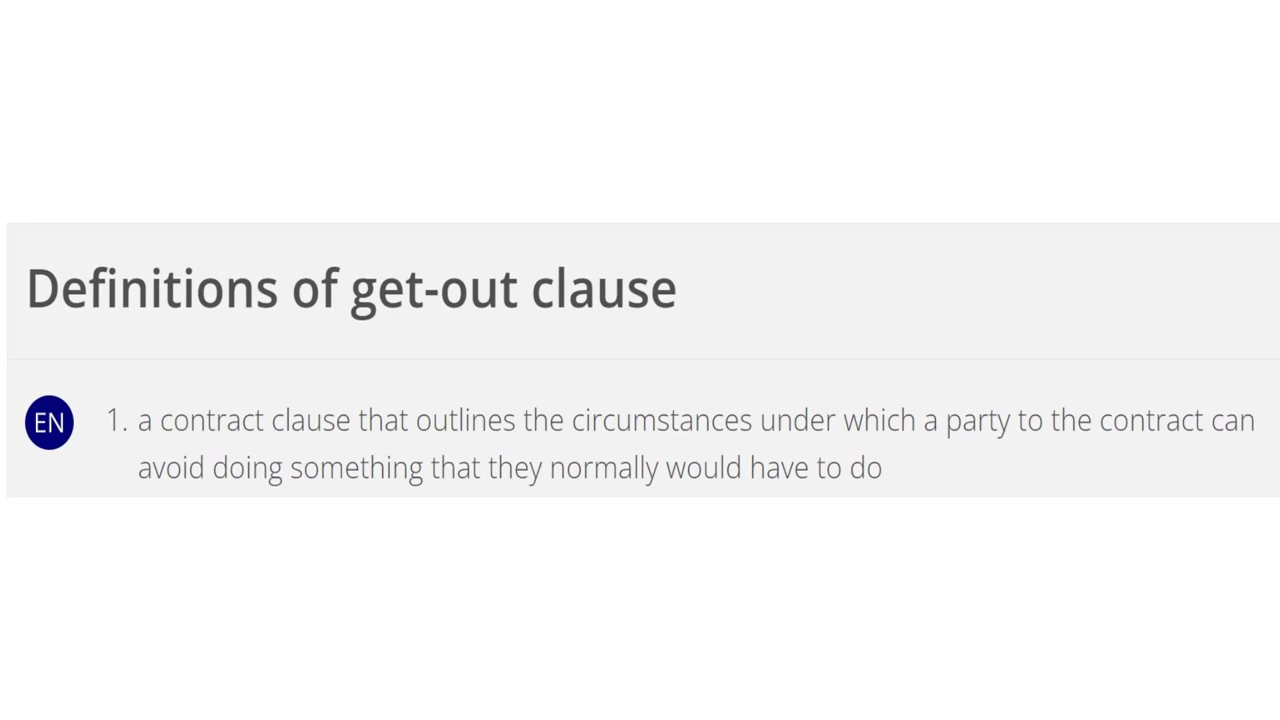 Definitions of get-out clause
EN 1. a contract clause that outlines the circumstances under which a party to the contract can
avoid doing something that they normally would have to do